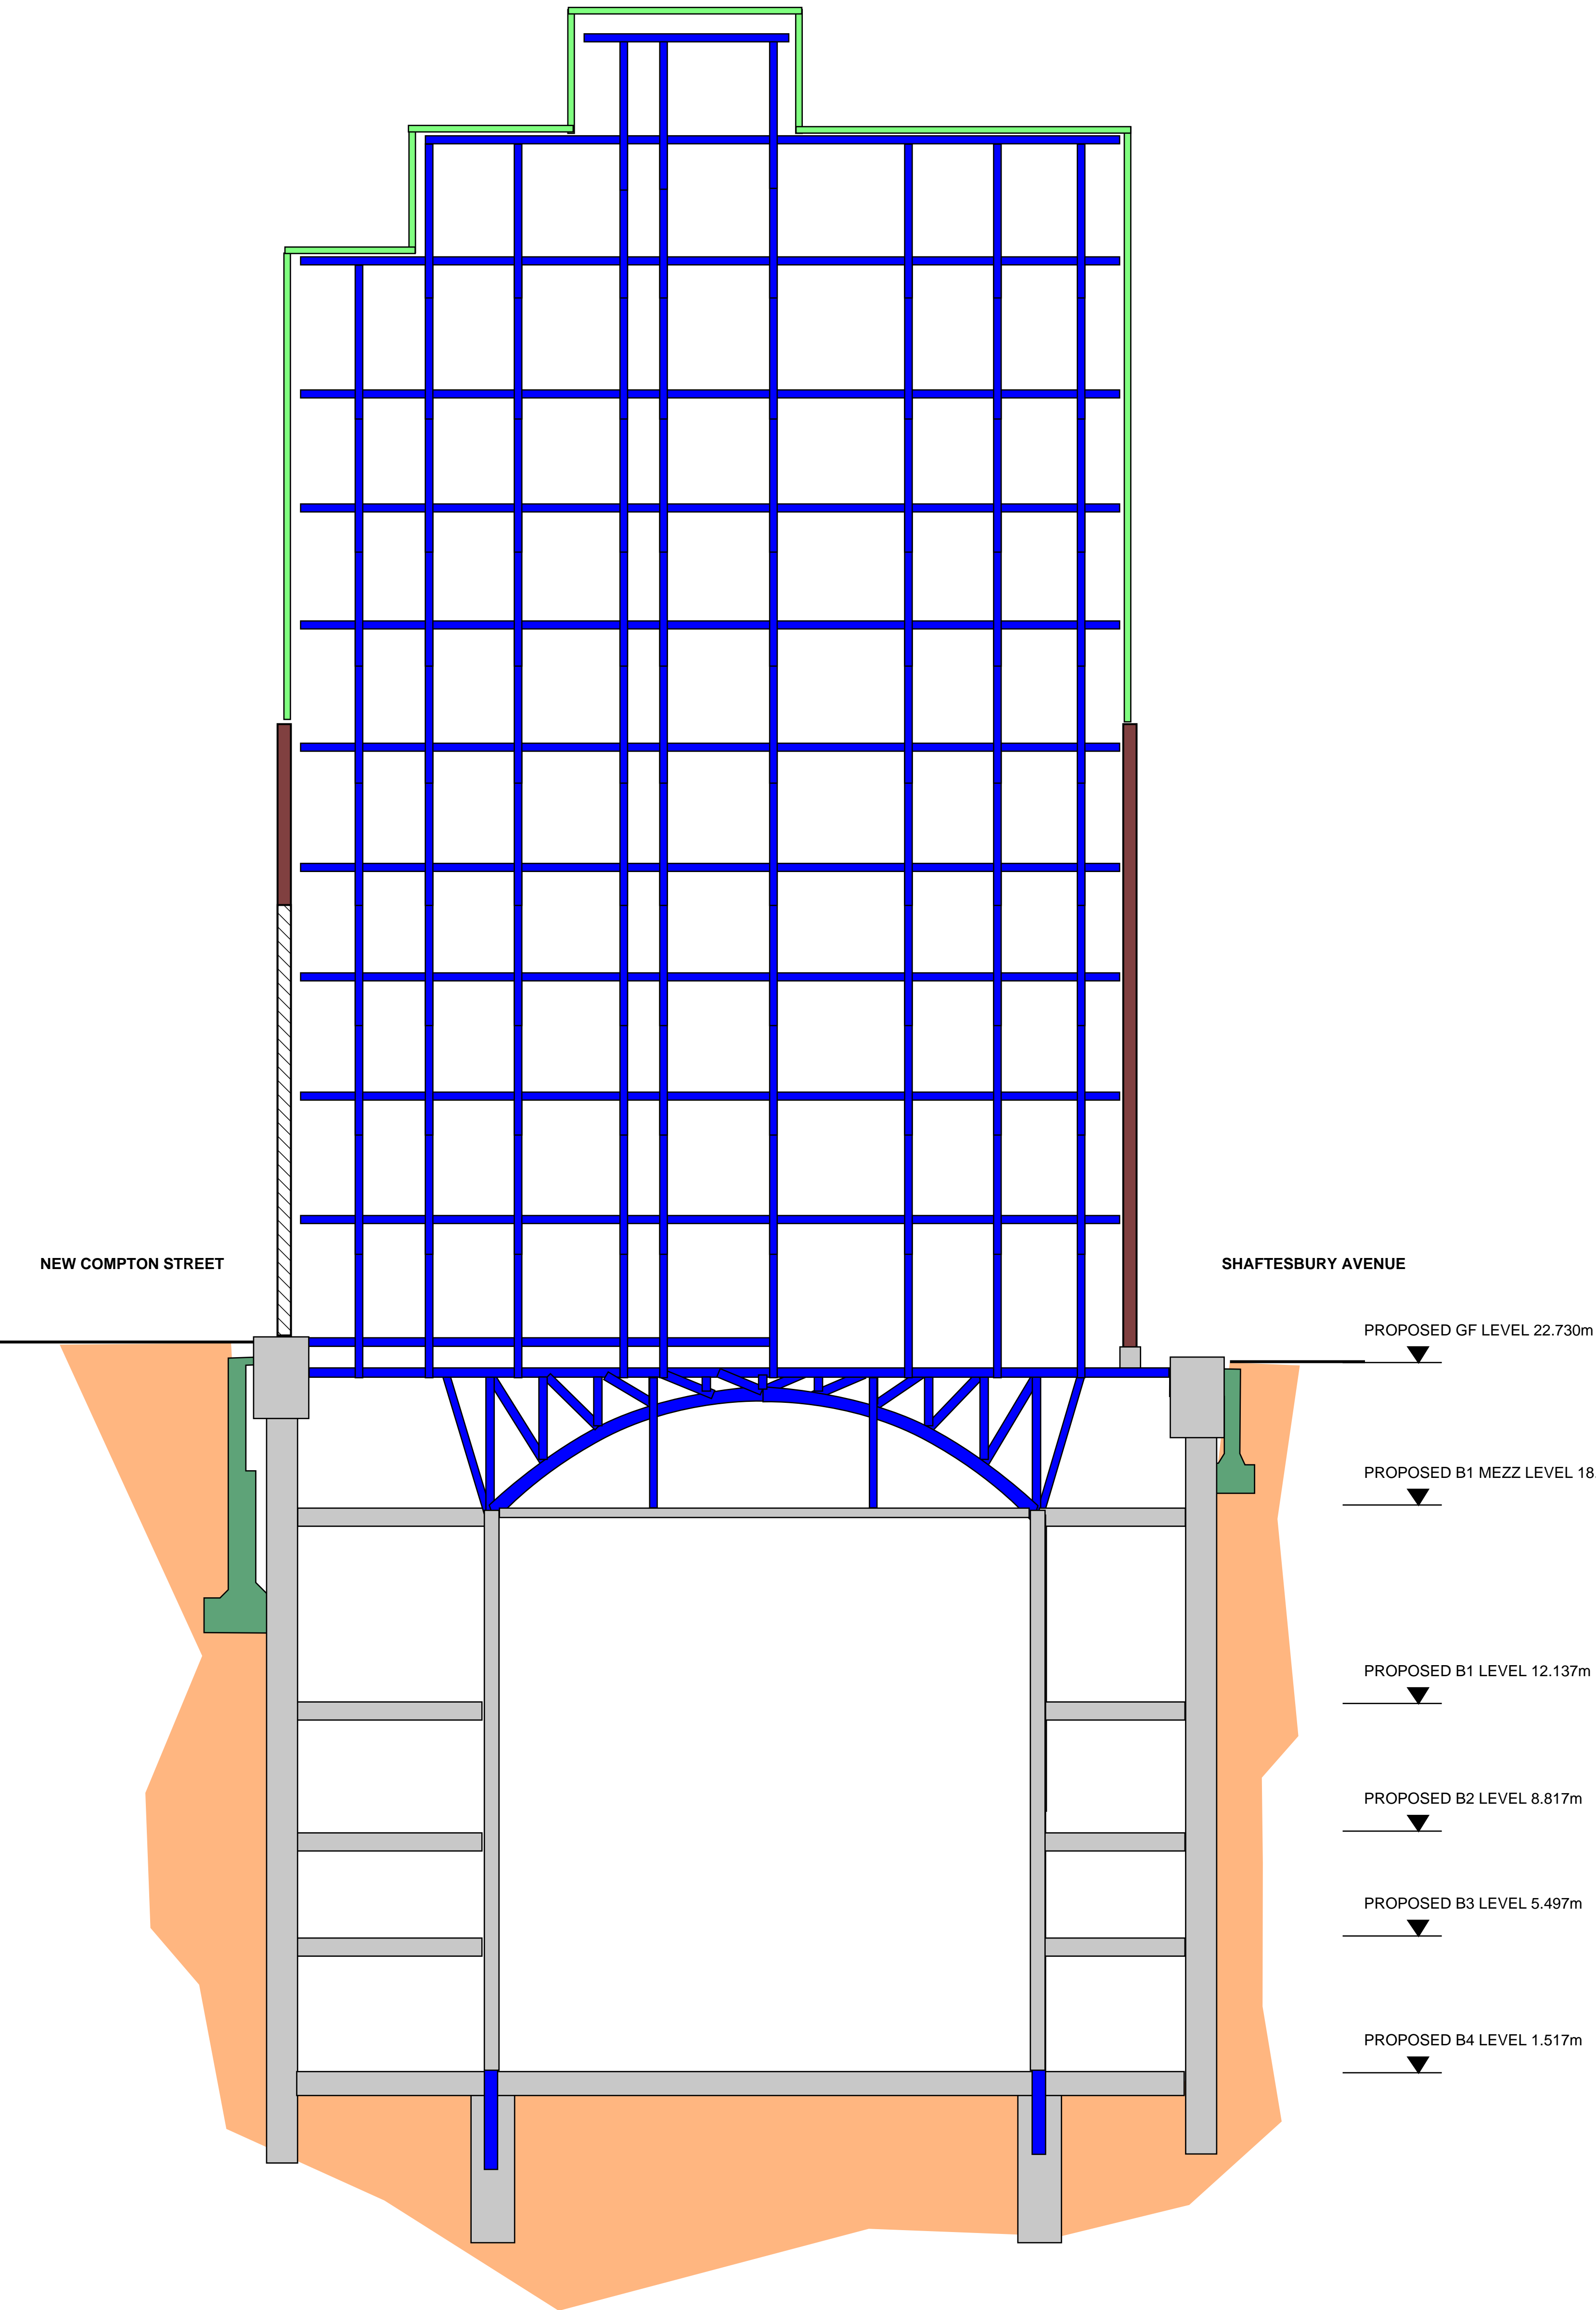 NEW COMPTON STREET
SHAFTESBURY AVENUE
PROPOSED GF LEVEL 22.730m
PROPOSED B1 MEZZ LEVEL 18
PROPOSED B1 LEVEL 12.137m
PROPOSED B2 LEVEL 8.817m
PROPOSED B3 LEVEL 5.497m
PROPOSED B4 LEVEL 1.517m